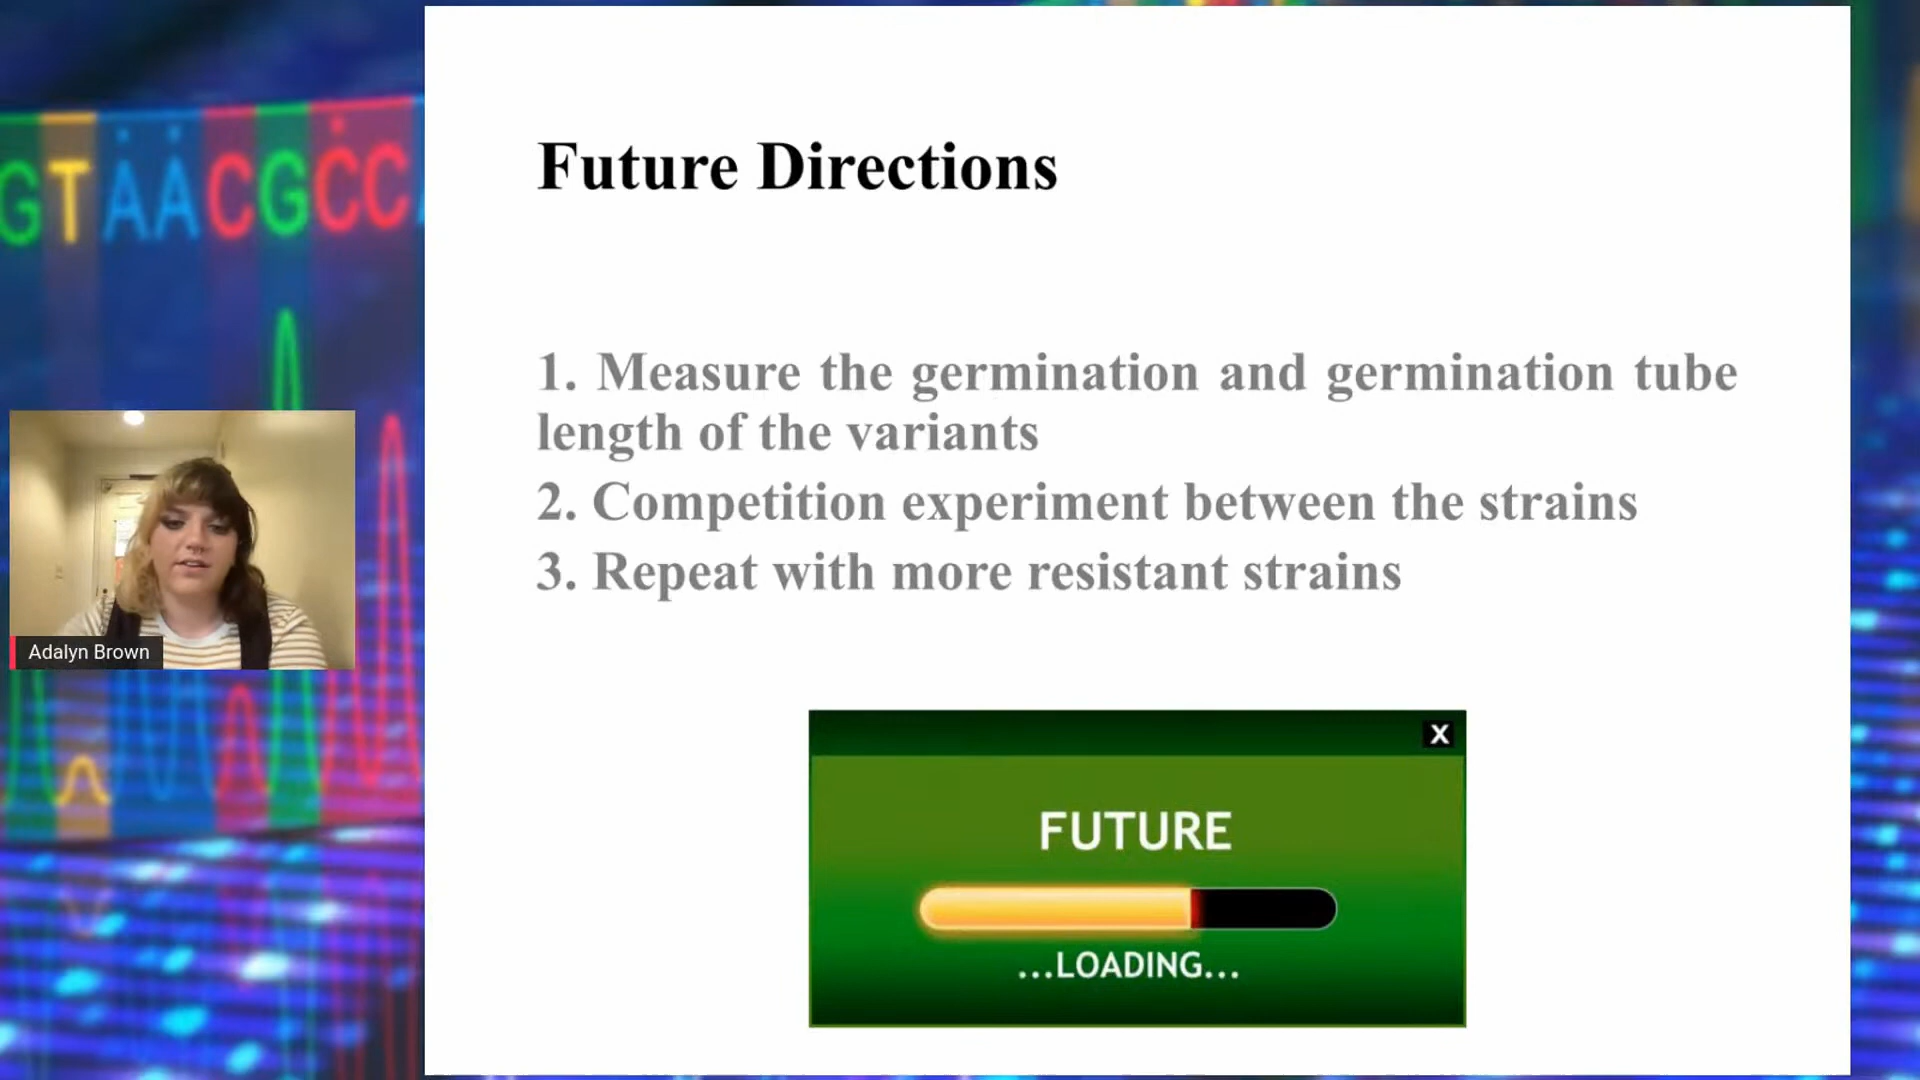 GTAACGCC
Future Directions
1. Measure the germination and germination tube
length of the variants
2. Competition experiment between the strains
3. Repeat with more resistant strains
Adalyn Brown
X
FUTURE
...LOADING...